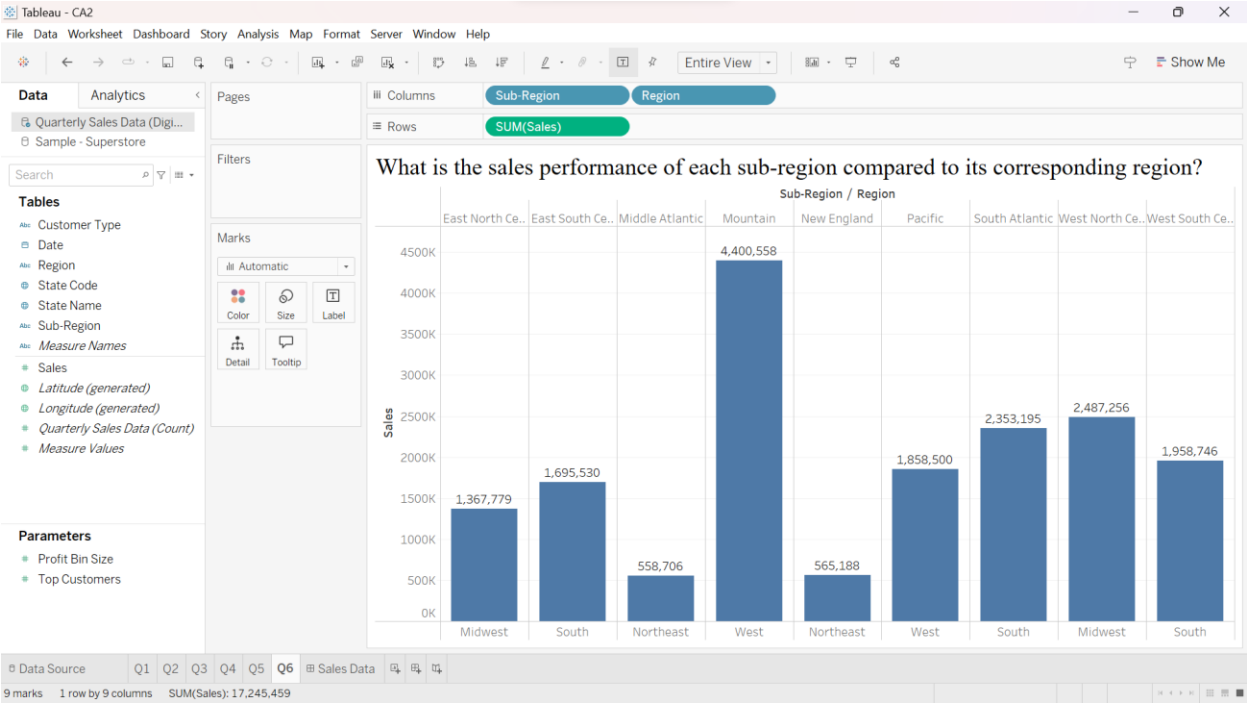 Tableau - CA2
File Data Worksheet Dashboard Story Analysis Map Format Server Window Help
Entire View
Show Me
Data Analytics
Quarterly Sales Data (Digi...
Sample - Superstore
Search
Tables
Abc Customer Type
Date
Abc Region
State Code
State Name
Abc Sub-Region
Abc Measure Names
Sales
Latitude (generated)
Longitude (generated)
Quarterly Sales Data (Count)
Measure Values
Parameters
Profit Bin Size
Top Customers
Pages
Filters
Marks
Automatic
Color Size Label
Detail Tooltip
Columns Sub-Region Region
Rows SUM(Sales)
What is the sales performance of each sub-region compared to its corresponding region?
Sub-Region / Region
East North Ce.. East South Ce.. Middle Atlantic Mountain New England Pacific South Atlantic West North Ce.. West South Ce..
Sales
4500K
4000K
3500K
3000K
2500K
2000K
1500K
1000K
500K
0K
1,367,779 1,695,530 558,706 4,400,558 565,188 1,858,500 2,353,195 2,487,256 1,958,746
Midwest South Northeast West Northeast West South Midwest South
Data Source Q1 Q2 Q3 Q4 Q5 Q6 Sales Data
9 marks 1 row by 9 columns SUM(Sales): 17,245,459